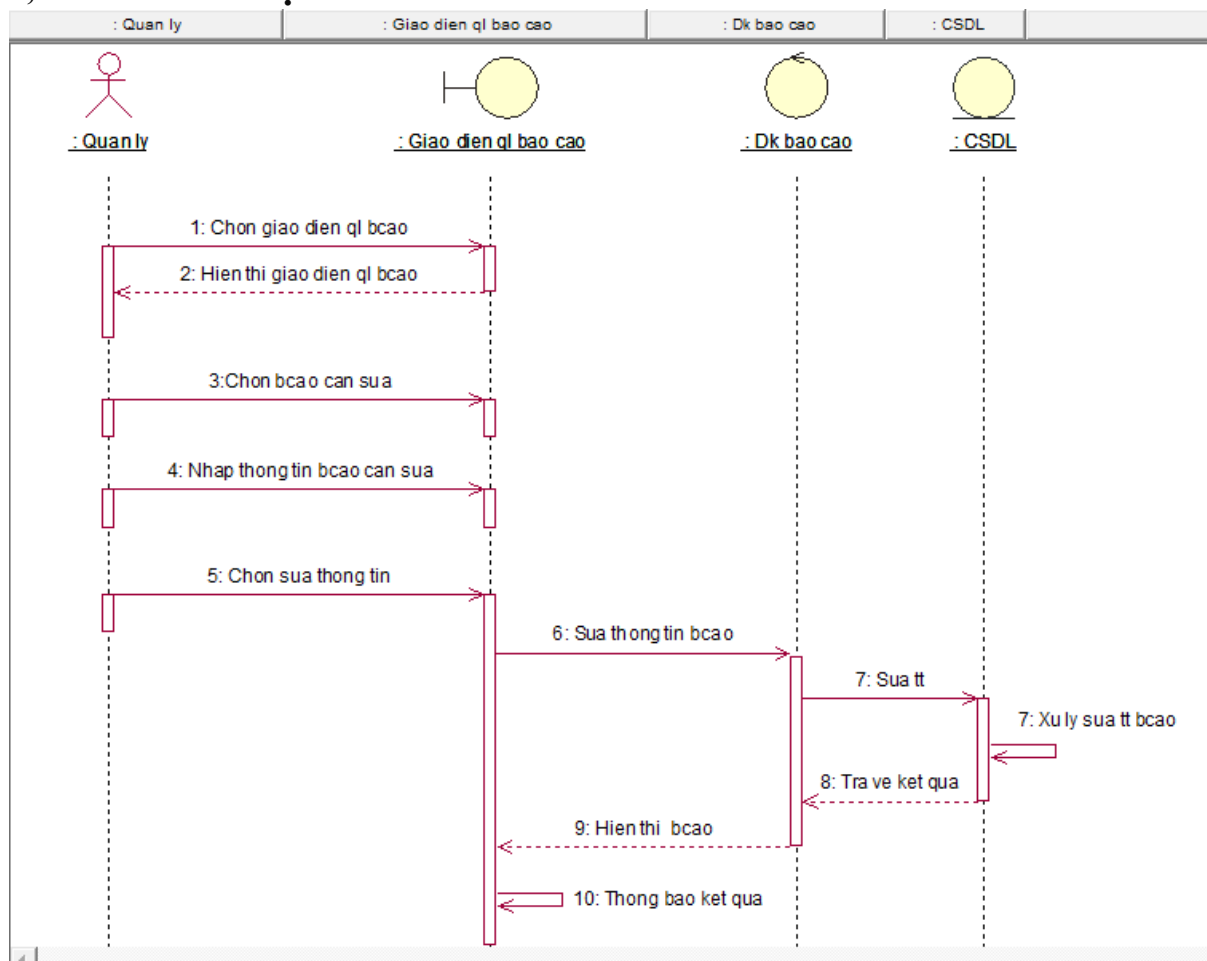 : Quan ly
: Giao dien ql bao cao
: Dk bao cao
: CSDL
: Quan ly
: Giao dien ql bao cao
: Dk bao cao
: CSDL
1: Chon giao dien ql bcao
2: Hien thi giao dien ql bcao
3:Chon bcao can sua
4: Nhap thong tin bcao can sua
5: Chon sua thong tin
6: Sua thong tin bcao
7: Sua tt
7: Xu ly sua tt bcao
8: Tra ve ket qua
9: Hien thi bcao
10: Thong bao ket qua